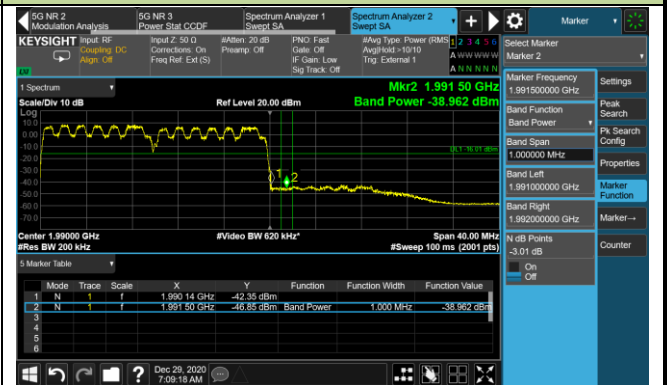 5G NR 2
Modulation Analysis
5G NR 3
Power Stat CCDF
Spectrum Analyzer 1
Swept SA
Spectrum Analyzer 2
Swept SA
+
Marker
KEYSIGHT
Input: RF
Coupling: DC
Align: Off
Input Z: 50 Ω
Corrections: On
Freq Ref: Ext (S)
#Atten: 20 dB
Preamp: Off
PNO: Fast
Gate: Off
IF Gain: Low
Sig Track: Off
#Avg Type: Power (RMS
Avg|Hold:>10/10
Trig: External 1
1 2 3 4 5 6
A W W W W W
A N N N N N
Select Marker
Marker 2
1 Spectrum
Mkr2 1.991 50 GHz
Scale/Div 10 dB
Ref Level 20.00 dBm
Band Power -38.962 dBm
Log
10.0
0.00
-10.0
-20.0
-30.0
-40.0
-50.0
-60.0
-70.0
DL1 -16.01 dBm
1
2
Center 1.99000 GHz
#Video BW 620 kHz*
Span 40.00 MHz
#Res BW 200 kHz
#Sweep 100 ms (2001 pts)
Marker Frequency
1.991500000 GHz
Band Function
Band Power
Band Span
1.000000 MHz
Band Left
1.991000000 GHz
Band Right
1.992000000 GHz
N dB Points
-3.01 dB
On
Off
Settings
Peak Search
Pk Search Config
Properties
Marker Function
Marker→
Counter
5 Marker Table
Mode Trace Scale X Y Function Function Width Function Value
1 N 1 f 1.990 14 GHz -42.35 dBm
2 N 1 f 1.991 50 GHz -46.85 dBm Band Power 1.000 MHz -38.962 dBm
3
4
5
6
?
Dec 29, 2020
7:09:18 AM